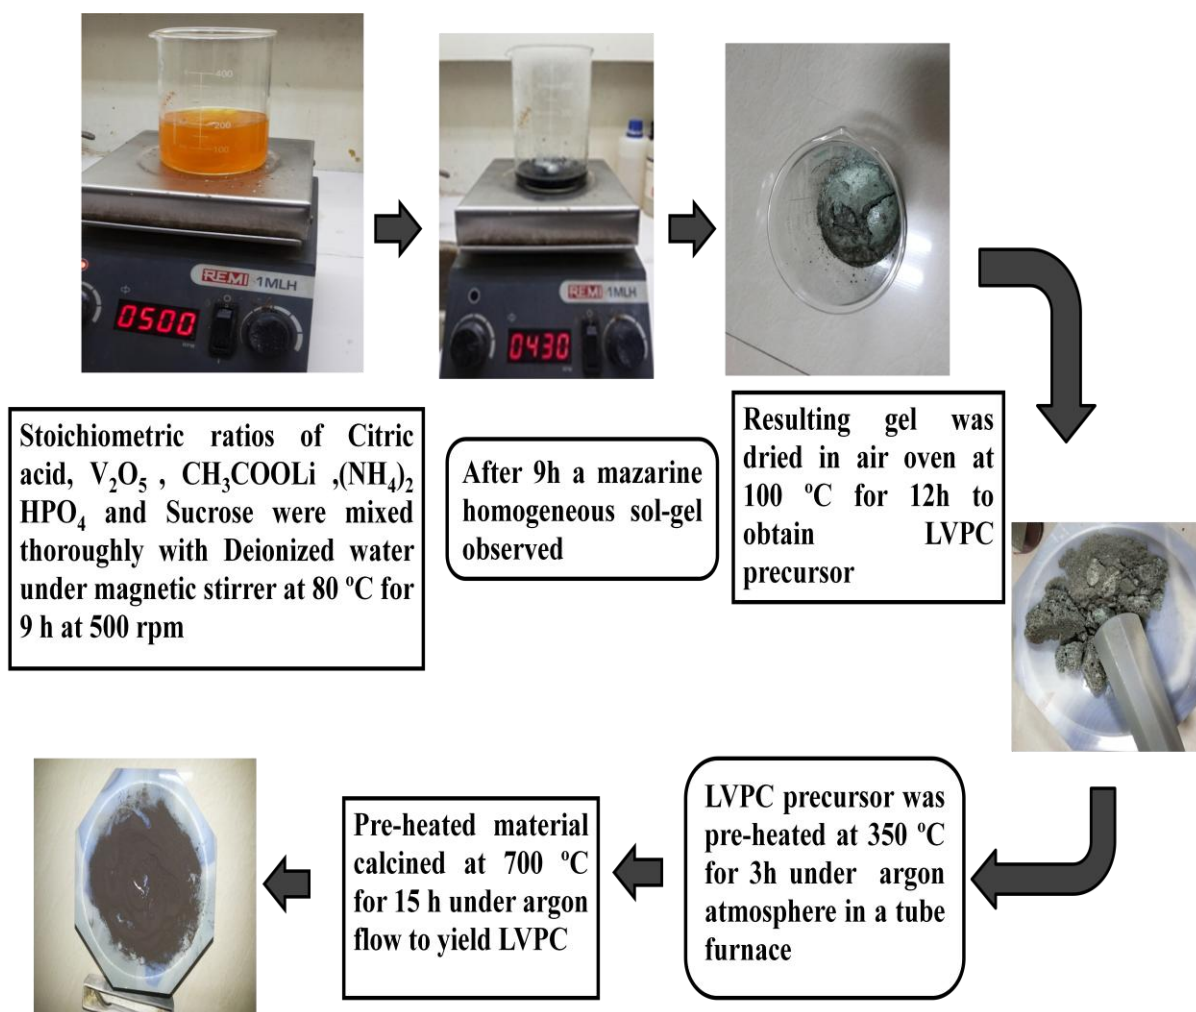 400
200
100
REMI 1MLH
0500
REMI 1MLH
0430
Stoichiometric ratios of Citric
acid, V₂O₅ , CH₃COOLi ,(NH₄)₂
HPO₄ and Sucrose were mixed
thoroughly with Deionized water
under magnetic stirrer at 80 ºC for
9 h at 500 rpm
After 9h a mazarine
homogeneous sol-gel
observed
Resulting gel was
dried in air oven at
100 ºC for 12h to
obtain LVPC
precursor
LVPC precursor was
pre-heated at 350 ºC
for 3h under argon
atmosphere in a tube
furnace
Pre-heated material
calcined at 700 ºC
for 15 h under argon
flow to yield LVPC